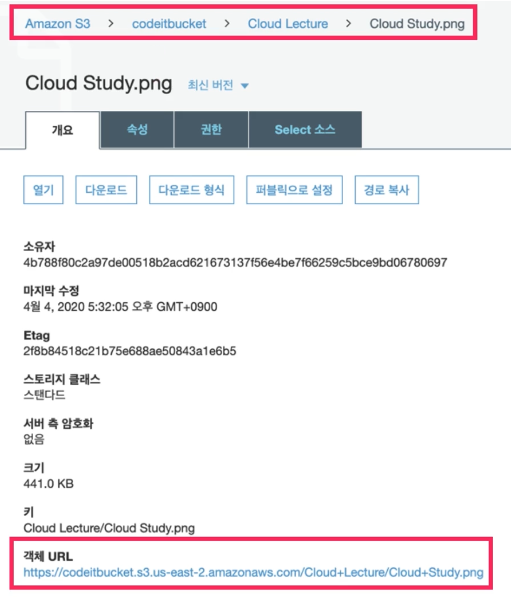 Amazon S3 > codeitbucket > Cloud Lecture > Cloud Study.png
Cloud Study.png 최신 버전
개요 속성 권한 Select 소스
열기 다운로드 다운로드 형식 퍼블릭으로 설정 경로 복사
소유자
4b788f80c2a97de00518b2acd621673137f56e4be7f66259c5bce9bd06780697
마지막 수정
4월 4, 2020 5:32:05 오후 GMT+0900
Etag
2f8b84518c21b75e688ae50843a1e6b5
스토리지 클래스
스탠다드
서버 측 암호화
없음
크기
441.0 KB
키
Cloud Lecture/Cloud Study.png
객체 URL
https://codeitbucket.s3.us-east-2.amazonaws.com/Cloud+Lecture/Cloud+Study.png